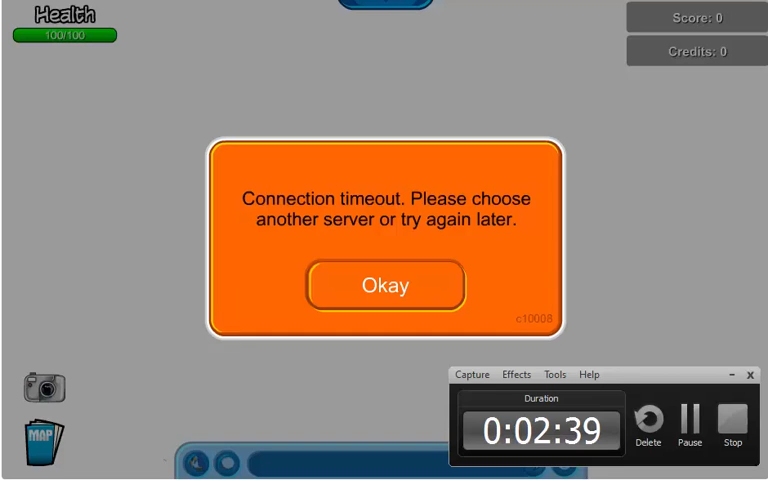 Health
100/100
Score: 0
Credits: 0
Connection timeout. Please choose
another server or try again later.
Okay
c10008
MAP
Capture Effects Tools Help
– x
Duration
0:02:39
Delete Pause Stop